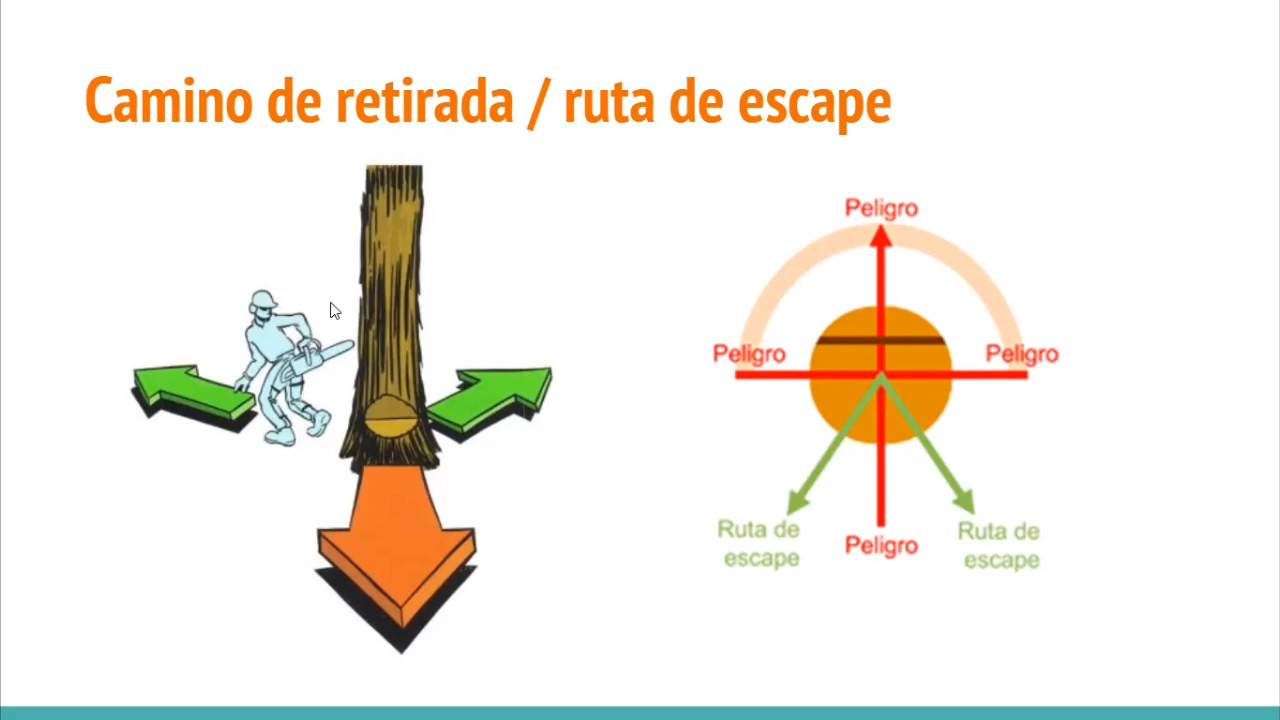 Camino de retirada / ruta de escape
Peligro
Peligro
Peligro
Ruta de
escape
Peligro
Ruta de
escape